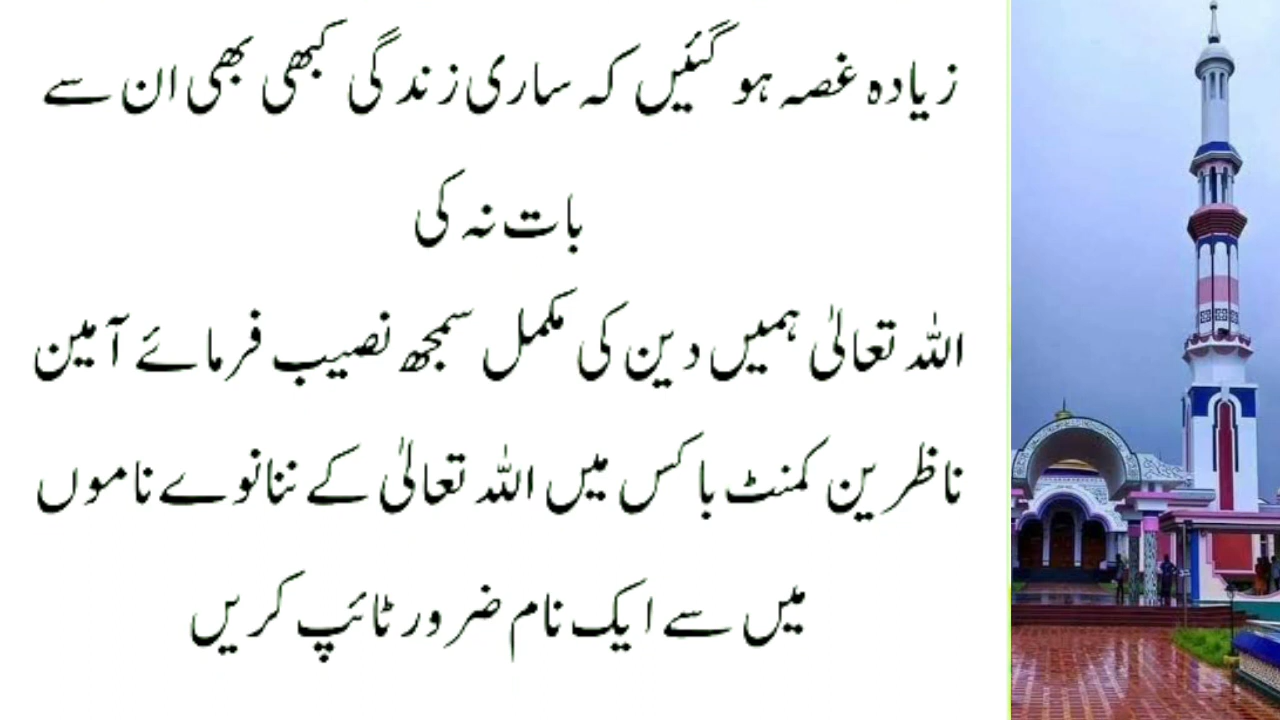 زیادہ غصہ ہو گئیں کہ ساری زندگی کبھی بھی ان سے
بات نہ کی
اللہ تعالیٰ ہمیں دین کی مکمل سمجھ نصیب فرمائے آمین
ناظرین کمنٹ باکس میں اللہ تعالیٰ کے ننانوے ناموں
میں سے ایک نام ضرور ٹائپ کریں